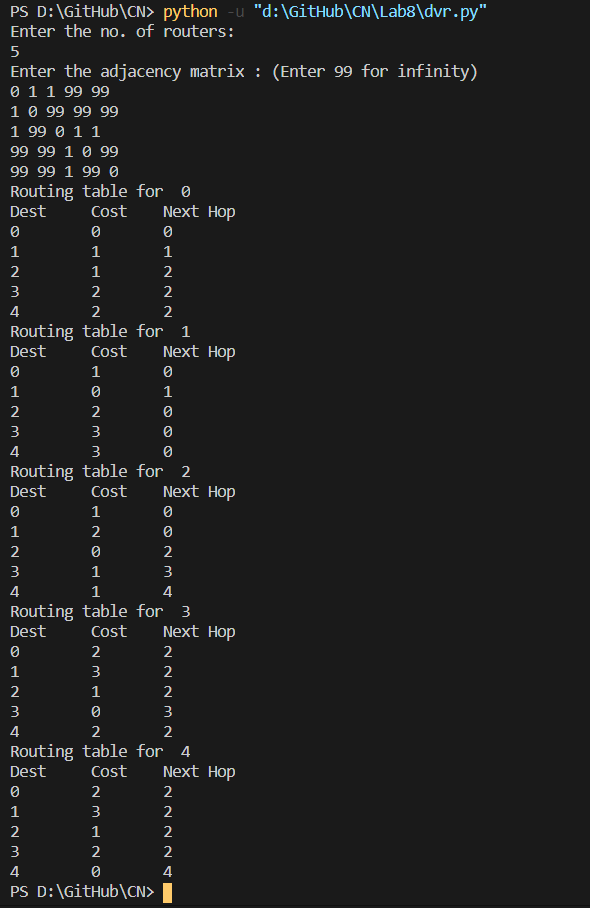 PS D:\GitHub\CN> python -u "d:\GitHub\CN\Lab8\dvr.py"
Enter the no. of routers:
5
Enter the adjacency matrix : (Enter 99 for infinity)
0 1 1 99 99
1 0 99 99 99
1 99 0 1 1
99 99 1 0 99
99 99 1 99 0
Routing table for  0
Dest     Cost    Next Hop
0        0       0
1        1       1
2        1       2
3        2       2
4        2       2
Routing table for  1
Dest     Cost    Next Hop
0        1       0
1        0       1
2        2       0
3        3       0
4        3       0
Routing table for  2
Dest     Cost    Next Hop
0        1       0
1        2       0
2        0       2
3        1       3
4        1       4
Routing table for  3
Dest     Cost    Next Hop
0        2       2
1        3       2
2        1       2
3        0       3
4        2       2
Routing table for  4
Dest     Cost    Next Hop
0        2       2
1        3       2
2        1       2
3        2       2
4        0       4
PS D:\GitHub\CN>